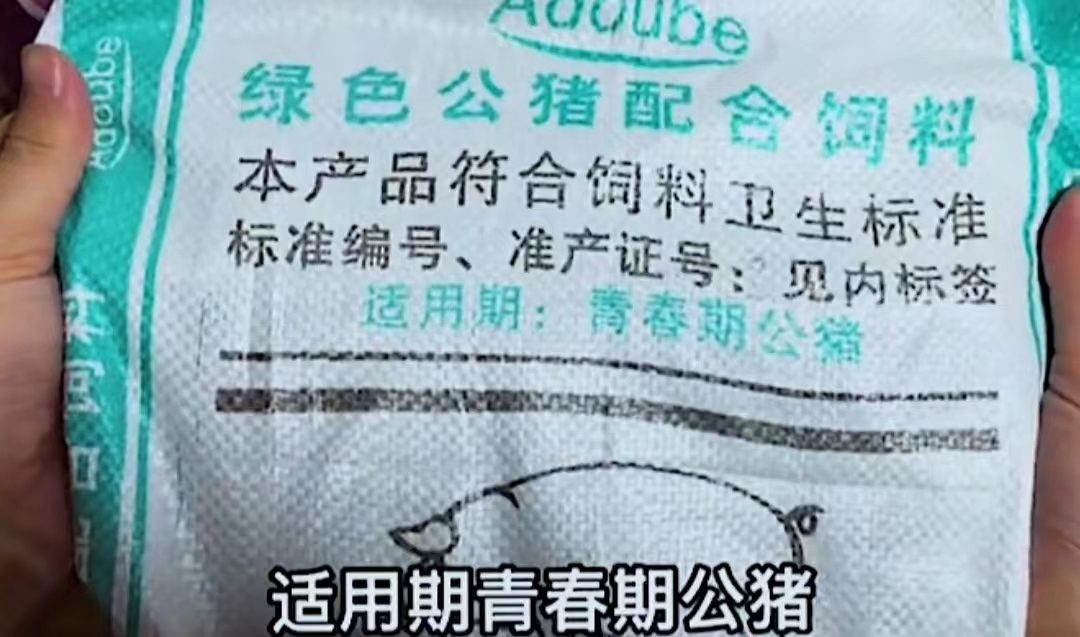 Adoube
绿色公猪配合饲料
本产品符合饲料卫生标准
标准编号、准产证号：见内标签
适用期：青春期公猪
Adoube
适用期青春期公猪